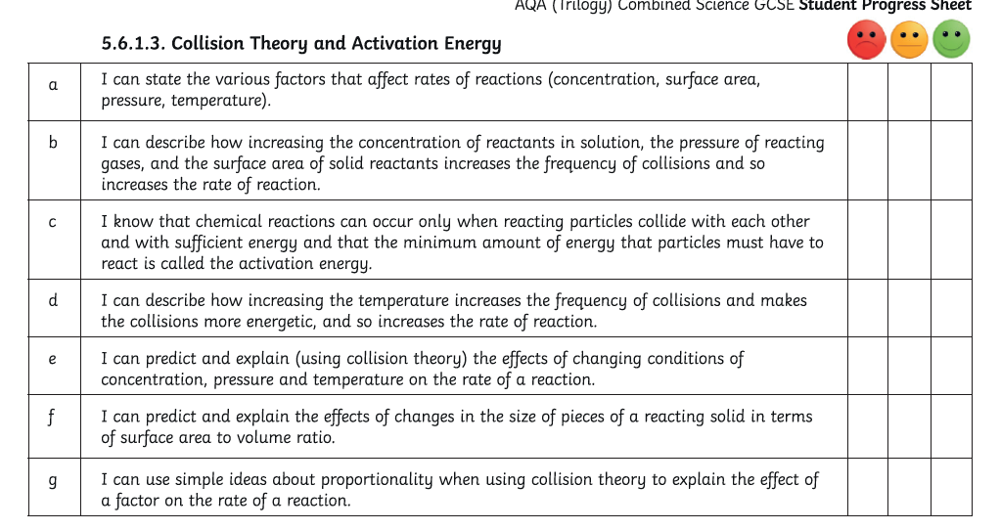 AQA (Trilogy) Combined Science GCSE Student Progress Sheet
5.6.1.3. Collision Theory and Activation Energy
a
I can state the various factors that affect rates of reactions (concentration, surface area,
pressure, temperature).
b
I can describe how increasing the concentration of reactants in solution, the pressure of reacting
gases, and the surface area of solid reactants increases the frequency of collisions and so
increases the rate of reaction.
c
I know that chemical reactions can occur only when reacting particles collide with each other
and with sufficient energy and that the minimum amount of energy that particles must have to
react is called the activation energy.
d
I can describe how increasing the temperature increases the frequency of collisions and makes
the collisions more energetic, and so increases the rate of reaction.
e
I can predict and explain (using collision theory) the effects of changing conditions of
concentration, pressure and temperature on the rate of a reaction.
f
I can predict and explain the effects of changes in the size of pieces of a reacting solid in terms
of surface area to volume ratio.
g
I can use simple ideas about proportionality when using collision theory to explain the effect of
a factor on the rate of a reaction.